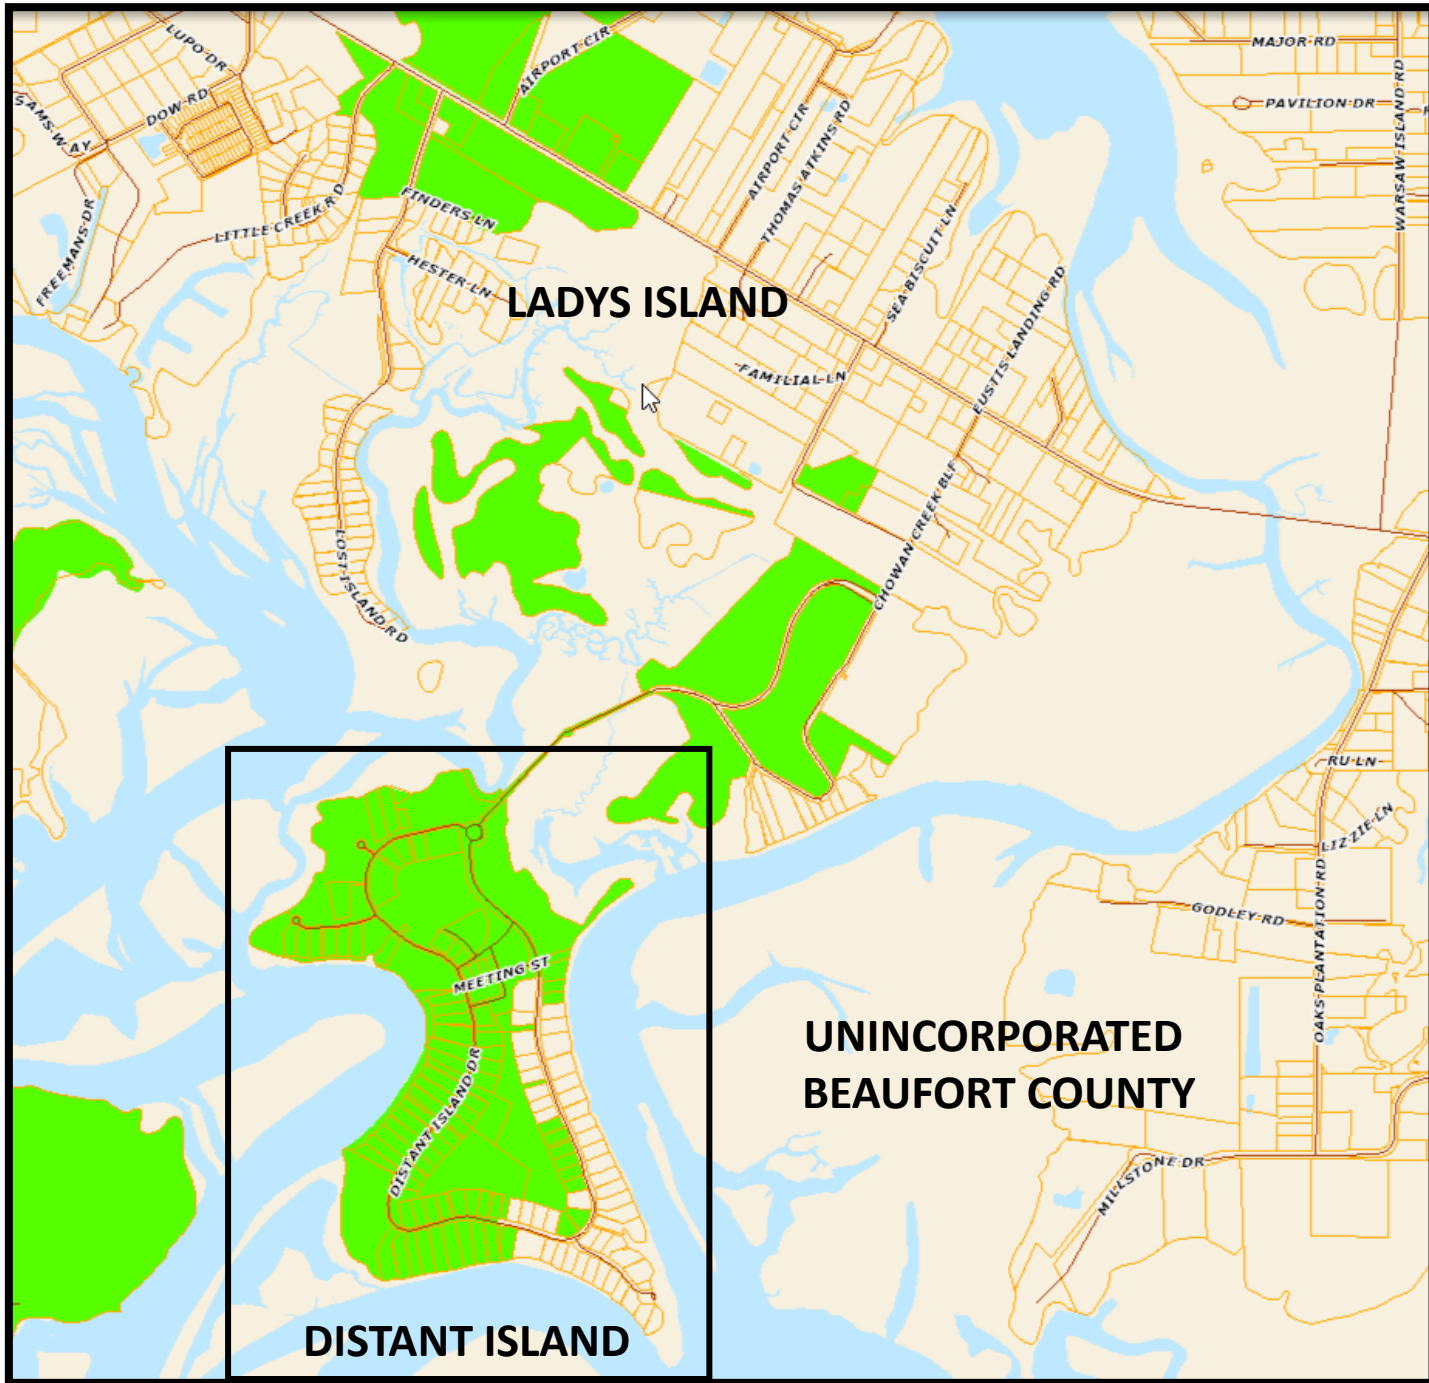 LUPO DR
AIRPORT CIR
MAJOR RD
DOW RD
SAMS WAY
PAVILION DR
WARSAW ISLAND RD
AIRPORT CIR
THOMAS ATKINS RD
FREEMANS DR
LITTLE CREEK RD
FINDERS LN
HESTER LN
SEA BISCUIT LN
EUSTIS LANDING RD
LADYS ISLAND
FAMILIAL LN
CHOWAN CREEK BLF
LOST ISLAND RD
RU LN
LIZZIE LN
GODLEY RD
OAKS PLANTATION RD
MEETING ST
DISTANT ISLAND DR
UNINCORPORATED
BEAUFORT COUNTY
MILLSTONE DR
DISTANT ISLAND